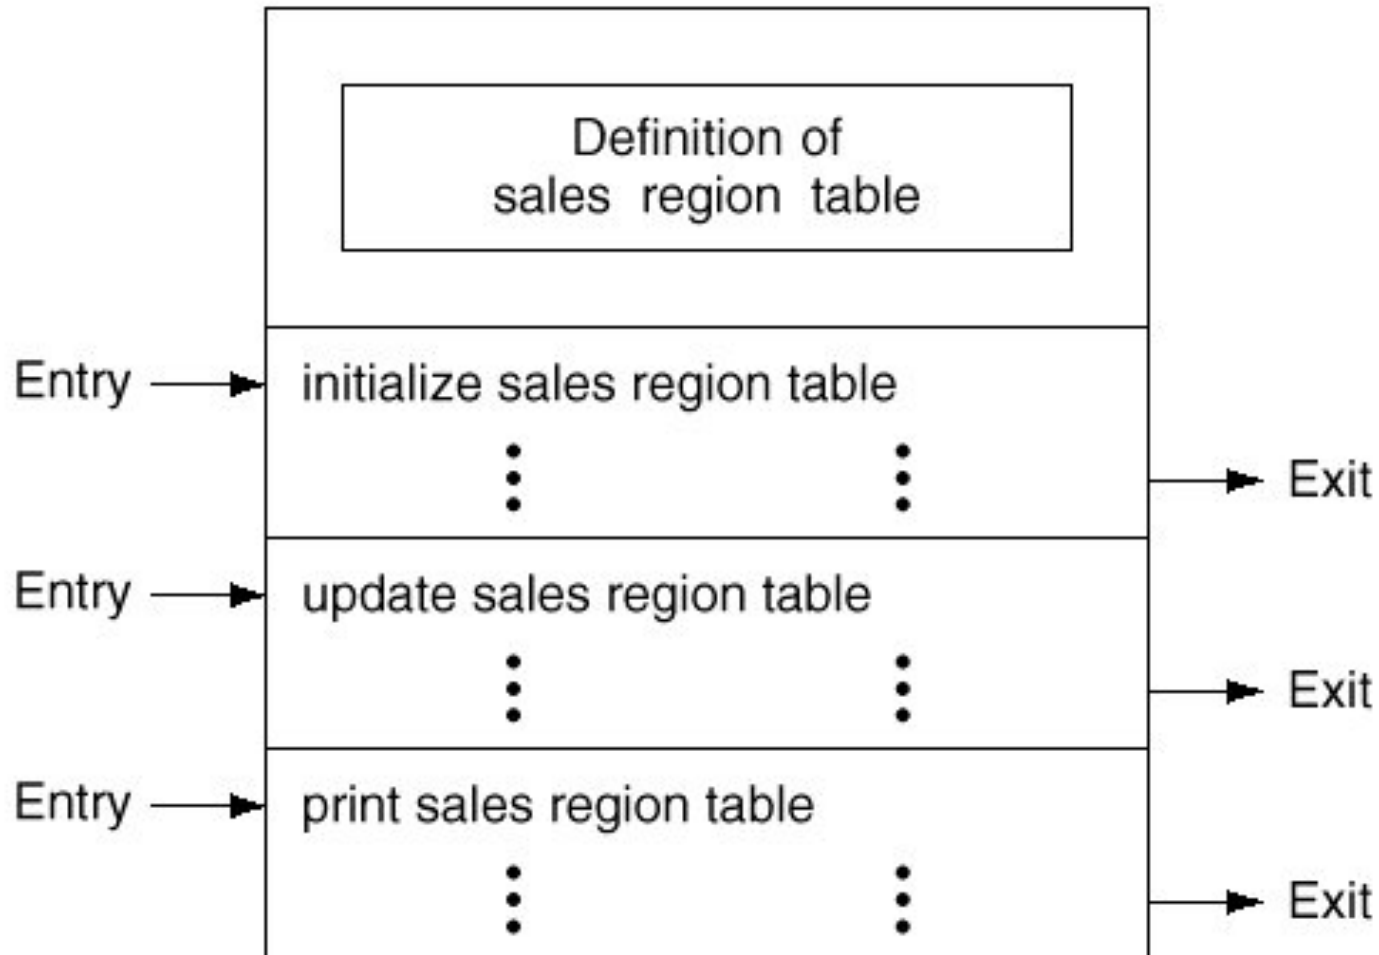 Definition of
sales region table
Entry
initialize sales region table
Exit
Entry
update sales region table
Exit
Entry
print sales region table
Exit